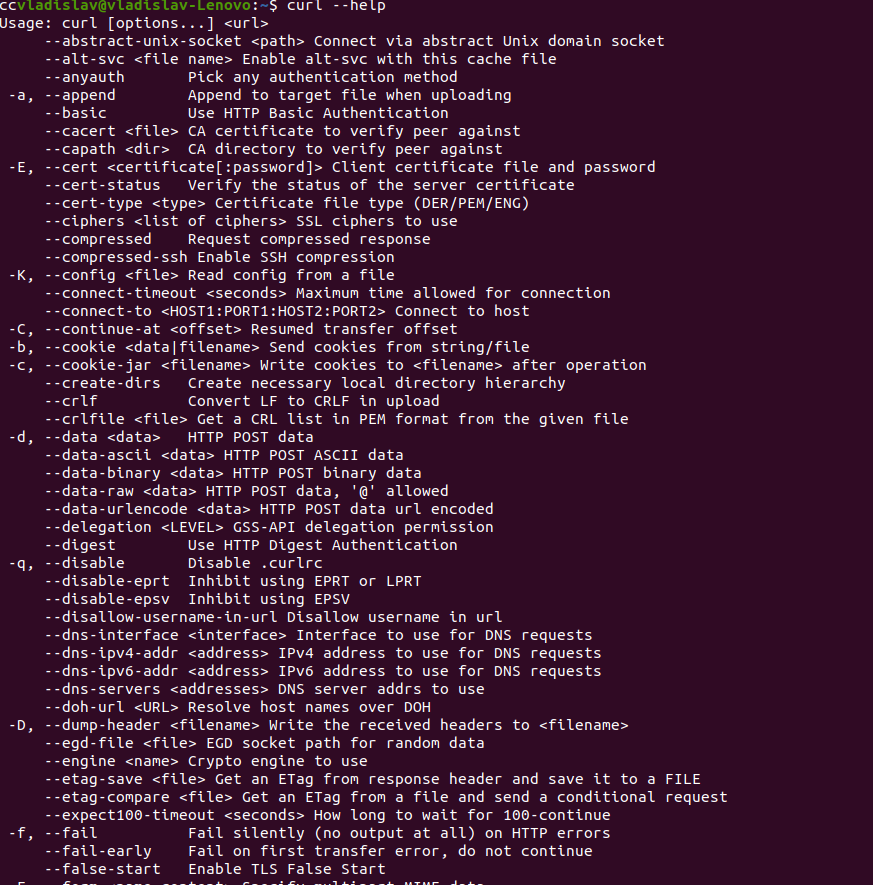 ccvladislav@vladislav-Lenovo:~$ curl --help
Usage: curl [options...] <url>
     --abstract-unix-socket <path> Connect via abstract Unix domain socket
     --alt-svc <file name> Enable alt-svc with this cache file
     --anyauth       Pick any authentication method
 -a, --append        Append to target file when uploading
     --basic         Use HTTP Basic Authentication
     --cacert <file> CA certificate to verify peer against
     --capath <dir>  CA directory to verify peer against
 -E, --cert <certificate[:password]> Client certificate file and password
     --cert-status   Verify the status of the server certificate
     --cert-type <type> Certificate file type (DER/PEM/ENG)
     --ciphers <list of ciphers> SSL ciphers to use
     --compressed    Request compressed response
     --compressed-ssh Enable SSH compression
 -K, --config <file> Read config from a file
     --connect-timeout <seconds> Maximum time allowed for connection
     --connect-to <HOST1:PORT1:HOST2:PORT2> Connect to host
 -C, --continue-at <offset> Resumed transfer offset
 -b, --cookie <data|filename> Send cookies from string/file
 -c, --cookie-jar <filename> Write cookies to <filename> after operation
     --create-dirs   Create necessary local directory hierarchy
     --crlf          Convert LF to CRLF in upload
     --crlfile <file> Get a CRL list in PEM format from the given file
 -d, --data <data>   HTTP POST data
     --data-ascii <data> HTTP POST ASCII data
     --data-binary <data> HTTP POST binary data
     --data-raw <data> HTTP POST data, '@' allowed
     --data-urlencode <data> HTTP POST data url encoded
     --delegation <LEVEL> GSS-API delegation permission
     --digest        Use HTTP Digest Authentication
 -q, --disable       Disable .curlrc
     --disable-eprt  Inhibit using EPRT or LPRT
     --disable-epsv  Inhibit using EPSV
     --disallow-username-in-url Disallow username in url
     --dns-interface <interface> Interface to use for DNS requests
     --dns-ipv4-addr <address> IPv4 address to use for DNS requests
     --dns-ipv6-addr <address> IPv6 address to use for DNS requests
     --dns-servers <addresses> DNS server addrs to use
     --doh-url <URL> Resolve host names over DOH
 -D, --dump-header <filename> Write the received headers to <filename>
     --egd-file <file> EGD socket path for random data
     --engine <name> Crypto engine to use
     --etag-save <file> Get an ETag from response header and save it to a FILE
     --etag-compare <file> Get an ETag from a file and send a conditional request
     --expect100-timeout <seconds> How long to wait for 100-continue
 -f, --fail          Fail silently (no output at all) on HTTP errors
     --fail-early    Fail on first transfer error, do not continue
     --false-start   Enable TLS False Start